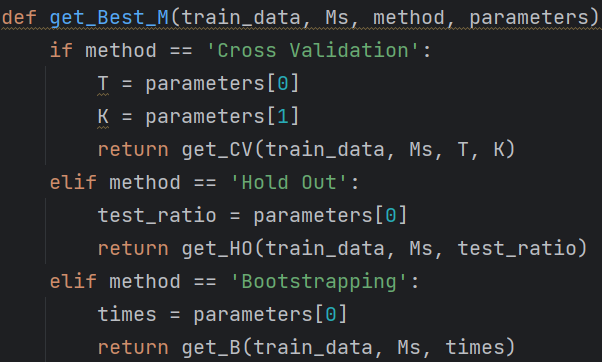 def get_Best_M(train_data, Ms, method, parameters)
    if method == 'Cross Validation':
        T = parameters[0]
        K = parameters[1]
        return get_CV(train_data, Ms, T, K)
    elif method == 'Hold Out':
        test_ratio = parameters[0]
        return get_HO(train_data, Ms, test_ratio)
    elif method == 'Bootstrapping':
        times = parameters[0]
        return get_B(train_data, Ms, times)